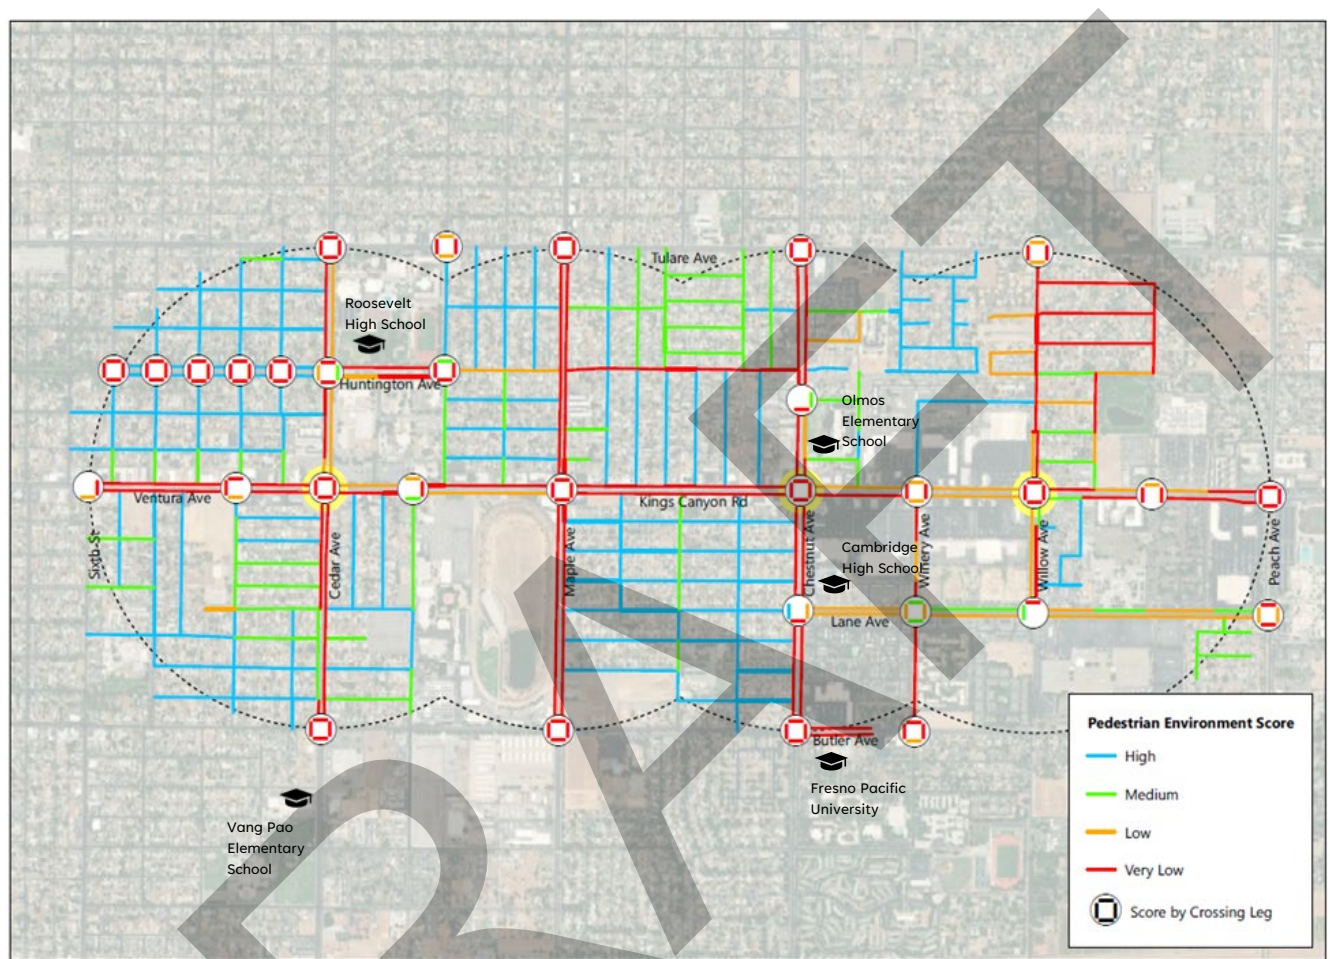 Tulare Ave
Roosevelt
High School
Huntington Ave
Olmos
Elementary
School
Ventura Ave
Kings Canyon Rd
Sixth St
Cedar Ave
Maple Ave
Chestnut Ave
Winery Ave
Willow Ave
Peach Ave
Cambridge
High School
Lane Ave
Butler Ave
Fresno Pacific
University
Vang Pao
Elementary
School
Pedestrian Environment Score
High
Medium
Low
Very Low
Score by Crossing Leg
DRAFT